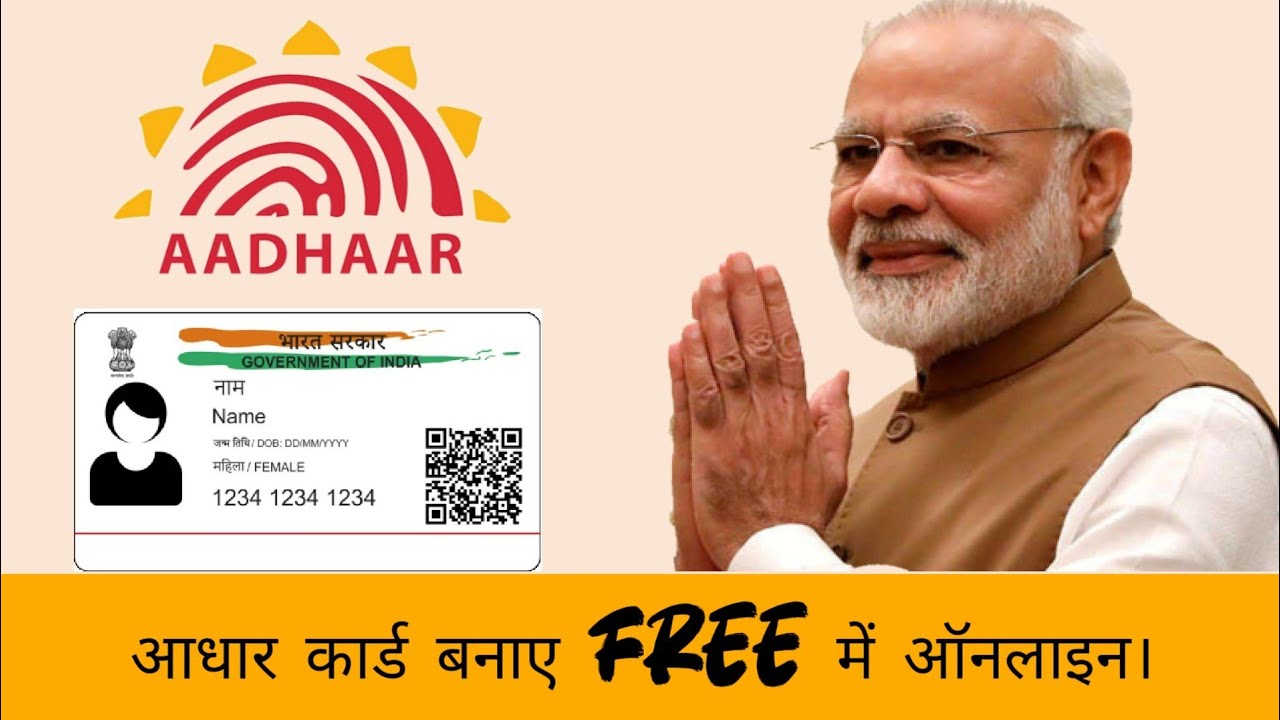 AADHAAR
भारत सरकार
GOVERNMENT OF INDIA
नाम
Name
जन्म तिथि / DOB: DD/MM/YYYY
महिला / FEMALE
1234 1234 1234
आधार कार्ड बनाए FREE में ऑनलाइन।